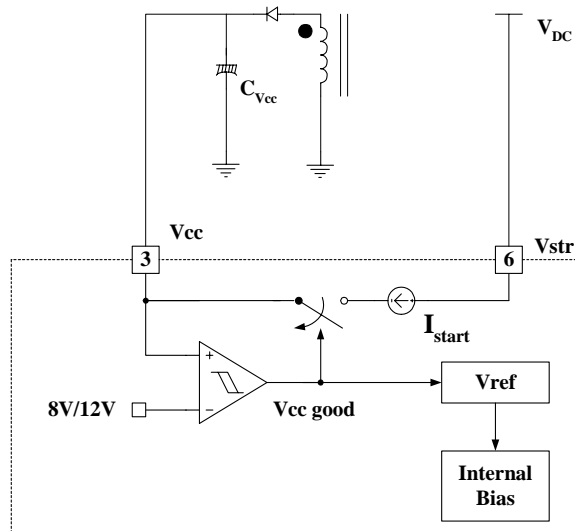 V_DC
C_Vcc
Vcc
Vstr
3
6
I_start
+
−
8V/12V
Vcc good
Vref
Internal
Bias